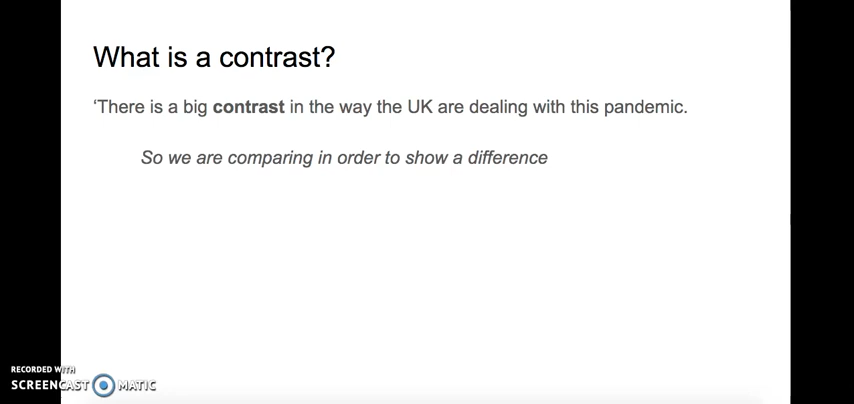 What is a contrast?
‘There is a big contrast in the way the UK are dealing with this pandemic.
So we are comparing in order to show a difference
RECORDED WITH
SCREENCAST MATIC